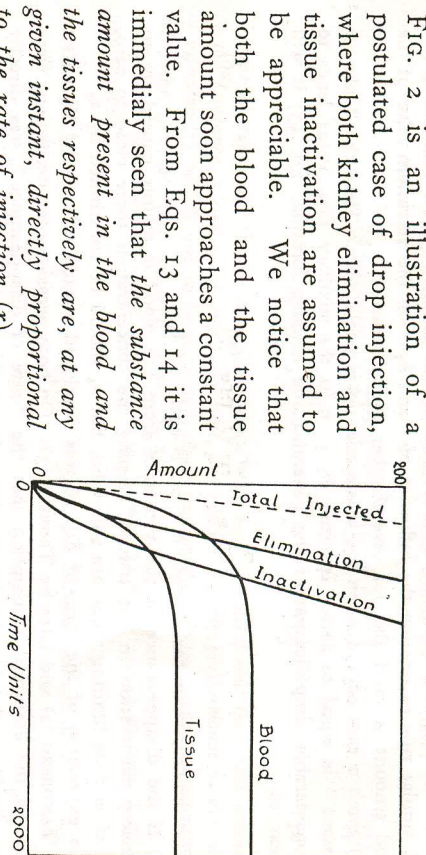 FIG. 2 is an illustration of a
postulated case of drop injection,
where both kidney elimination and
tissue inactivation are assumed to
be appreciable. We notice that
both the blood and the tissue
amount soon approaches a constant
value. From Eqs. 13 and 14 it is
immedialy seen that the substance
amount present in the blood and
the tissues respectively are, at any
given instant, directly proportional
to the rate of injection (r)
200
Amount
Total Injected
Elimination
Inactivation
Blood
Tissue
0
0
Time Units
2000